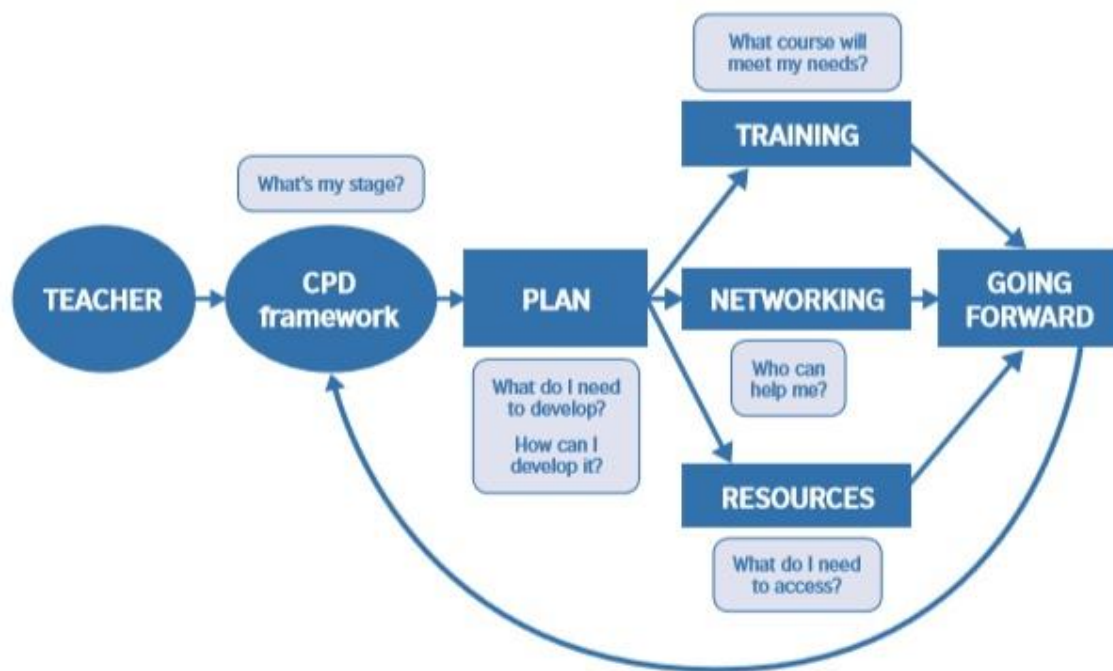 What course will
meet my needs?
TRAINING
What's my stage?
TEACHER
CPD
framework
PLAN
What do I need
to develop?
How can I
develop it?
NETWORKING
Who can
help me?
RESOURCES
What do I need
to access?
GOING
FORWARD